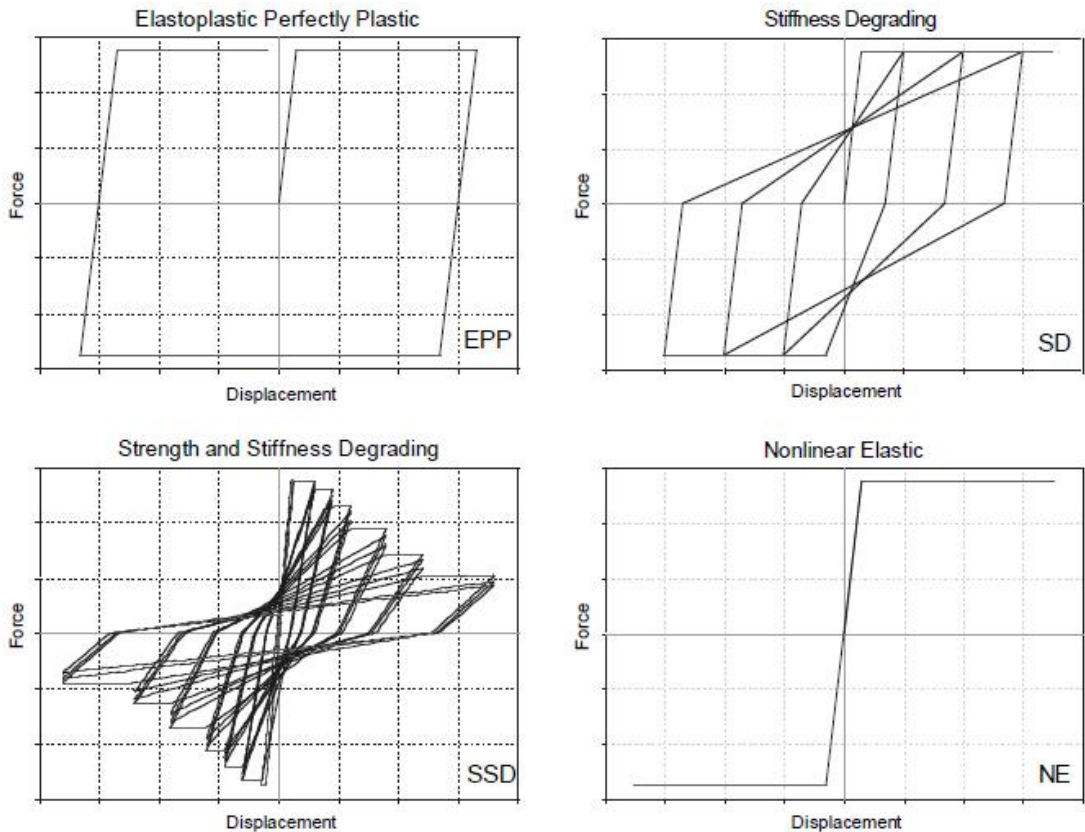 Elastoplastic Perfectly Plastic
Force
EPP
Displacement
Stiffness Degrading
Force
SD
Displacement
Strength and Stiffness Degrading
Force
SSD
Displacement
Nonlinear Elastic
Force
NE
Displacement